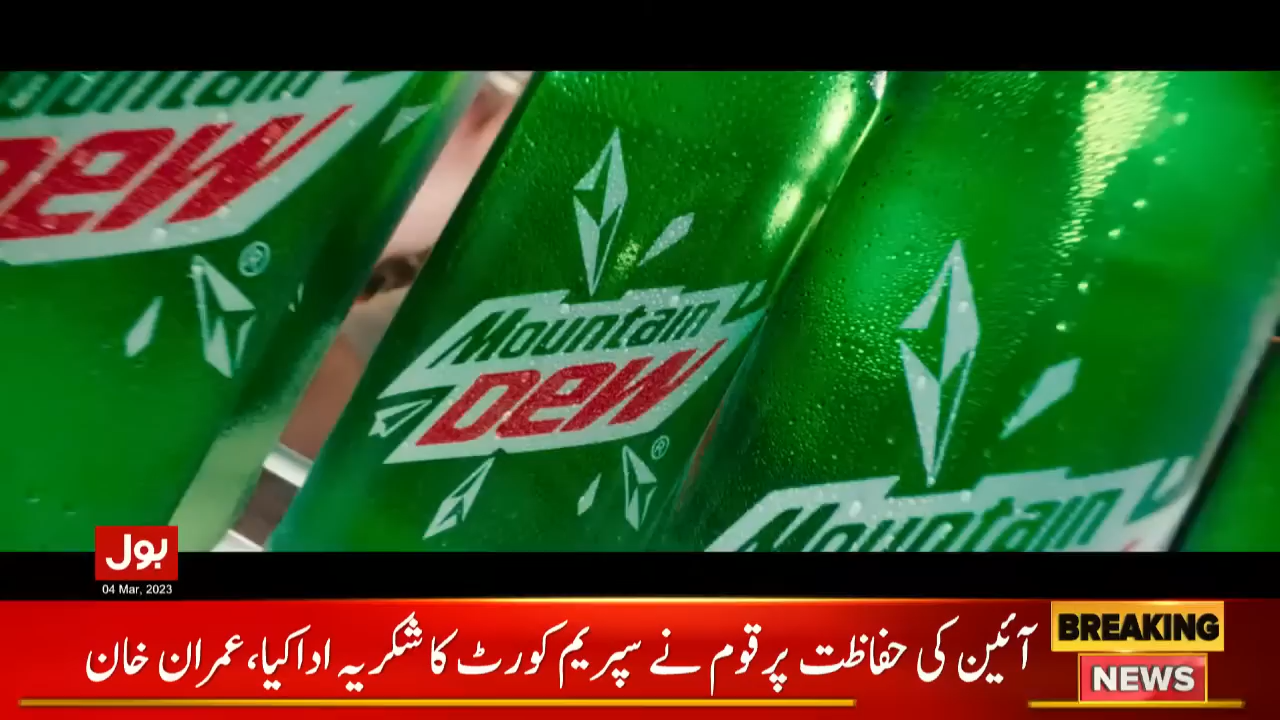 Mountain
Dew
®
Mountain
Dew
®
Mountain
بول
04 Mar, 2023
آئین کی حفاظت پر قوم نے سپریم کورٹ کا شکریہ ادا کیا، عمران خان
BREAKING
NEWS